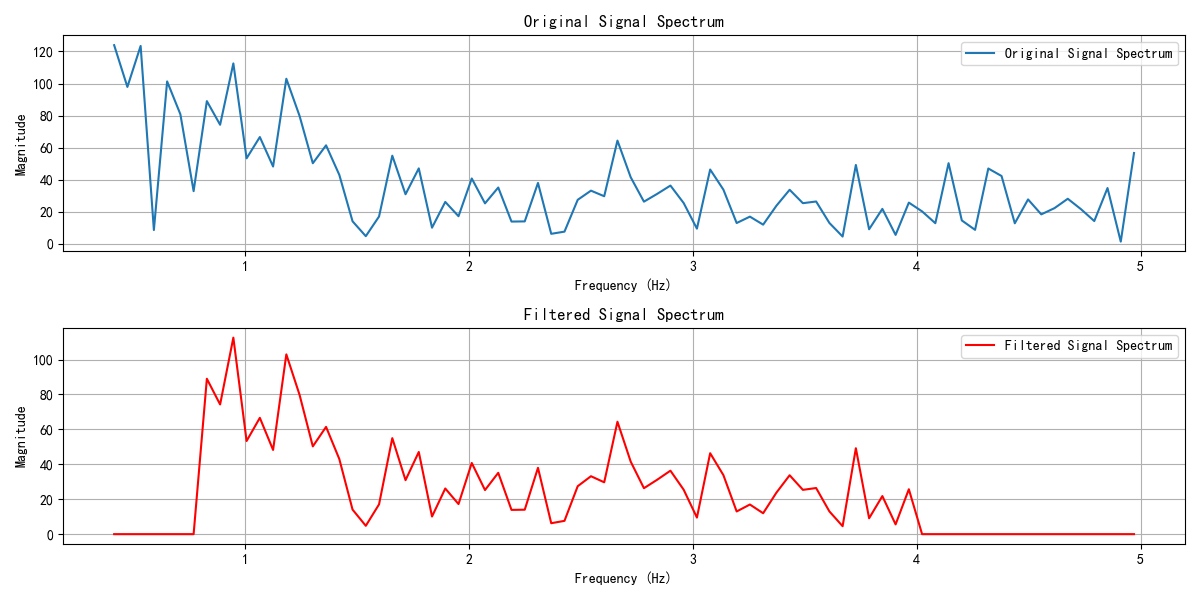 Original Signal Spectrum
Original Signal Spectrum
120
100
80
60
40
20
0
Magnitude
1 2 3 4 5
Frequency (Hz)
Filtered Signal Spectrum
Filtered Signal Spectrum
100
80
60
40
20
0
Magnitude
1 2 3 4 5
Frequency (Hz)